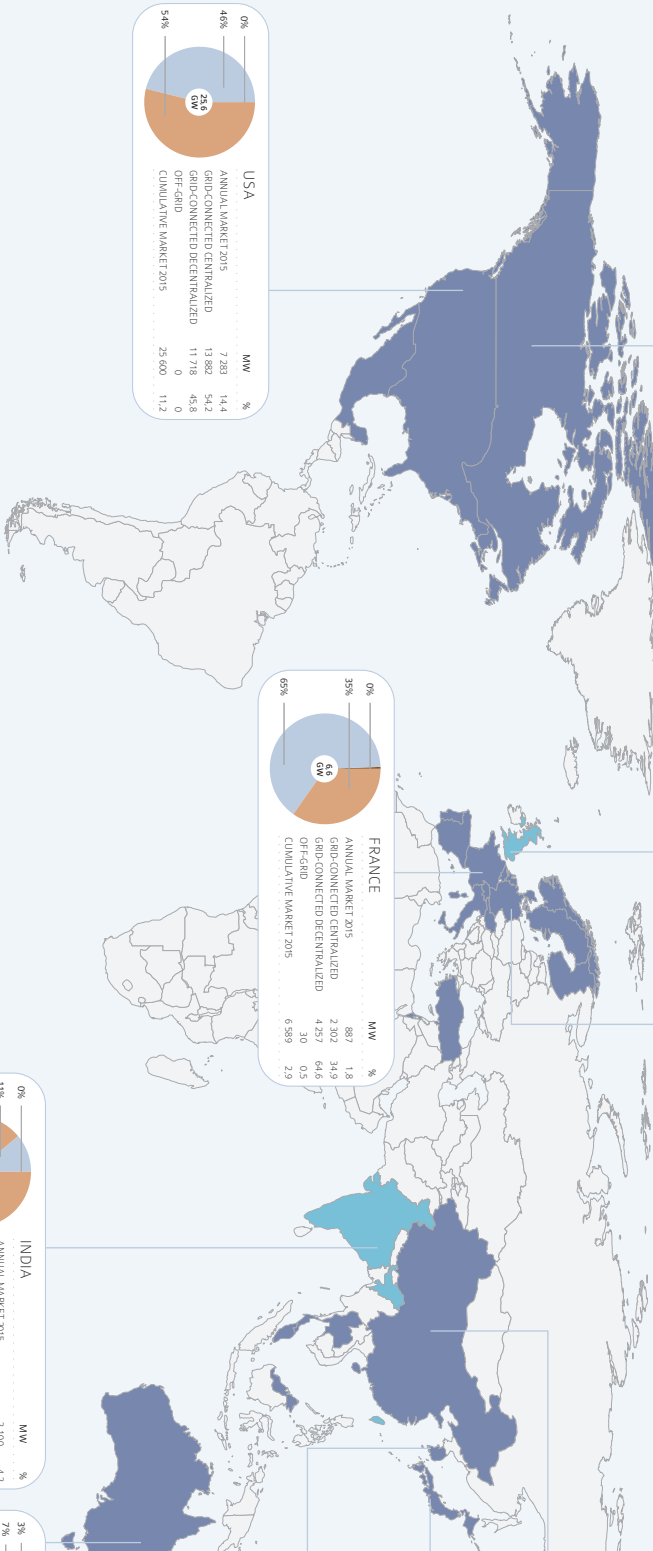 USA
MW %
ANNUAL MARKET 2015 7 283 14,4
GRID-CONNECTED CENTRALIZED 13 882 54,2
GRID-CONNECTED DECENTRALIZED 11 718 45,8
OFF-GRID 0 0
CUMULATIVE MARKET 2015 25 600 11,2
0%
46%
54%
25,6
GW
FRANCE
MW %
ANNUAL MARKET 2015 887 1,8
GRID-CONNECTED CENTRALIZED 2 302 34,9
GRID-CONNECTED DECENTRALIZED 4 257 64,6
OFF-GRID 30 0,5
CUMULATIVE MARKET 2015 6 589 2,9
0%
35%
65%
6,6
GW
INDIA
MW %
ANNUAL MARKET 2015
0%
11%
3%
7%